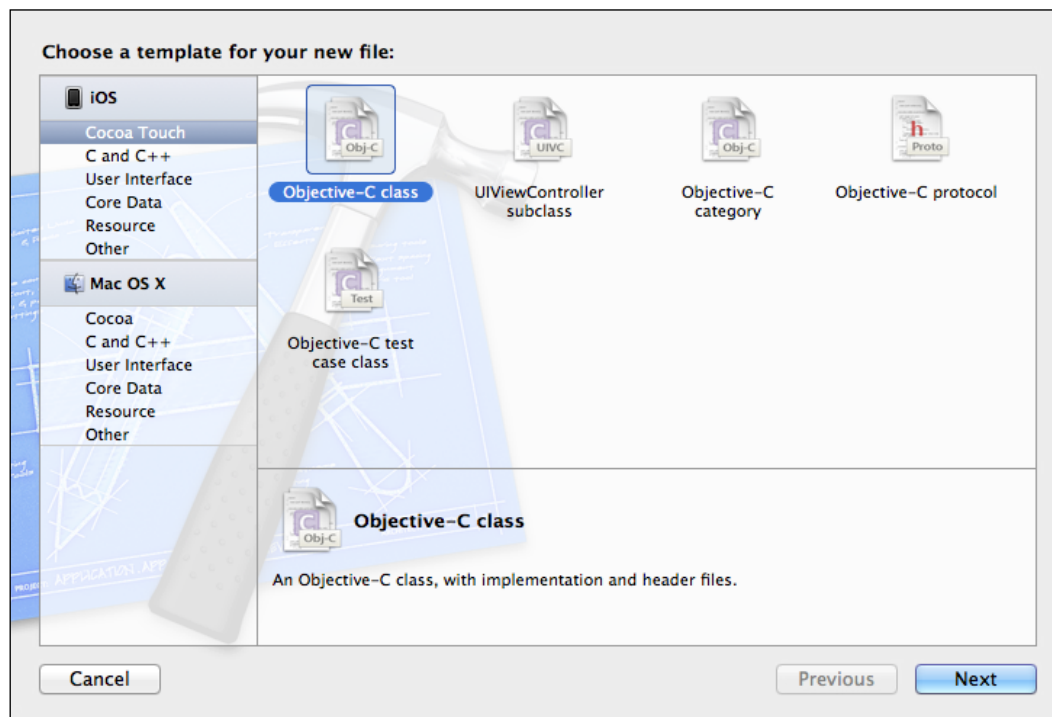 Choose a template for your new file:
iOS
Cocoa Touch
C and C++
User Interface
Core Data
Resource
Other
Mac OS X
Cocoa
C and C++
User Interface
Core Data
Resource
Other
Obj-C
Objective-C class
UIVC
UIViewController
subclass
Obj-C
Objective-C
category
h
Proto
Objective-C protocol
Test
Objective-C test
case class
Obj-C
Objective-C class
An Objective-C class, with implementation and header files.
Cancel
Previous
Next